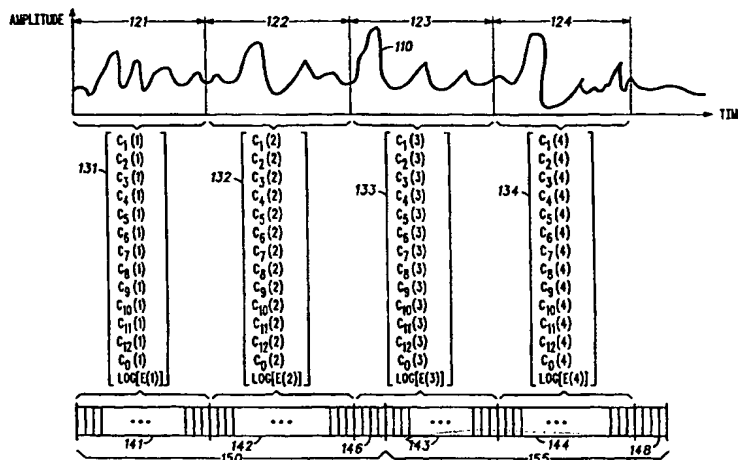 AMPLITUDE 121 122 123 124
110
TIM
131 132 133 134
C1(1) C1(2) C1(3) C1(4)
C2(1) C2(2) C2(3) C2(4)
C3(1) C3(2) C3(3) C3(4)
C4(1) C4(2) C4(3) C4(4)
C5(1) C5(2) C5(3) C5(4)
C6(1) C6(2) C6(3) C6(4)
C7(1) C7(2) C7(3) C7(4)
C8(1) C8(2) C8(3) C8(4)
C9(1) C9(2) C9(3) C9(4)
C10(1) C10(2) C10(3) C10(4)
C11(1) C11(2) C11(3) C11(4)
C12(1) C12(2) C12(3) C12(4)
C0(1) C0(2) C0(3) C0(4)
LOG[E(1)] LOG[E(2)] LOG[E(3)] LOG[E(4)]
... ... ... ...
141 142 146 143 144 148
150 155